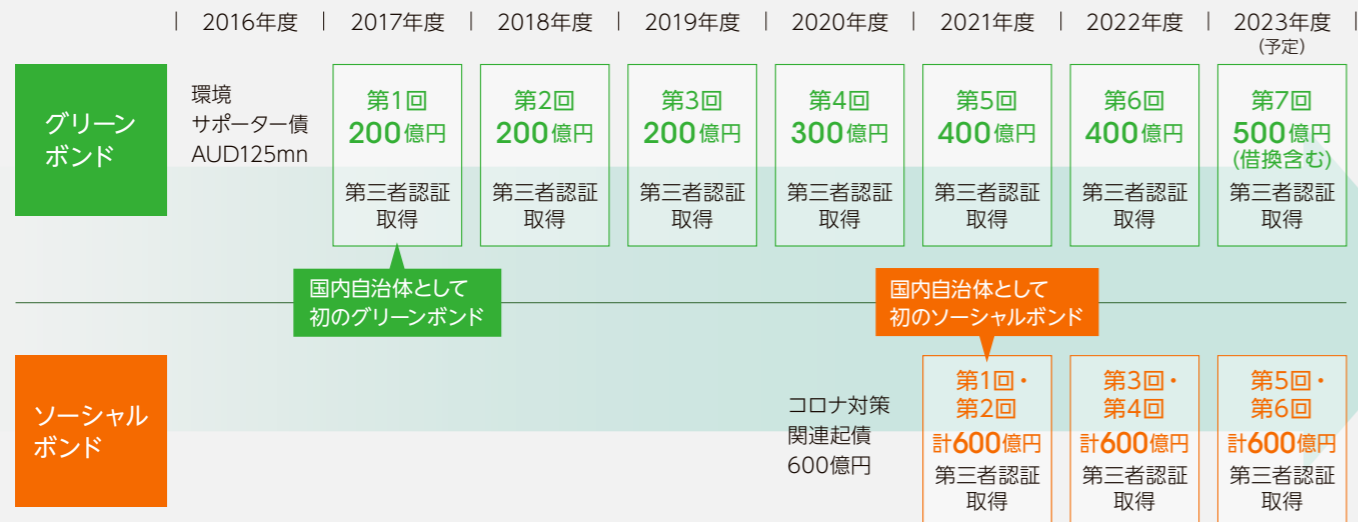 2016年度
2017年度
2018年度
2019年度
2020年度
2021年度
2022年度
2023年度
(予定)
グリーン
ボンド
環境
サポーター債
AUD125mn
第1回
200億円
第三者認証
取得
第2回
200億円
第三者認証
取得
第3回
200億円
第三者認証
取得
第4回
300億円
第三者認証
取得
第5回
400億円
第三者認証
取得
第6回
400億円
第三者認証
取得
第7回
500億円
(借換含む)
第三者認証
取得
国内自治体として
初のグリーンボンド
国内自治体として
初のソーシャルボンド
ソーシャル
ボンド
コロナ対策
関連起債
600億円
第1回・
第2回
計600億円
第三者認証
取得
第3回・
第4回
計600億円
第三者認証
取得
第5回・
第6回
計600億円
第三者認証
取得